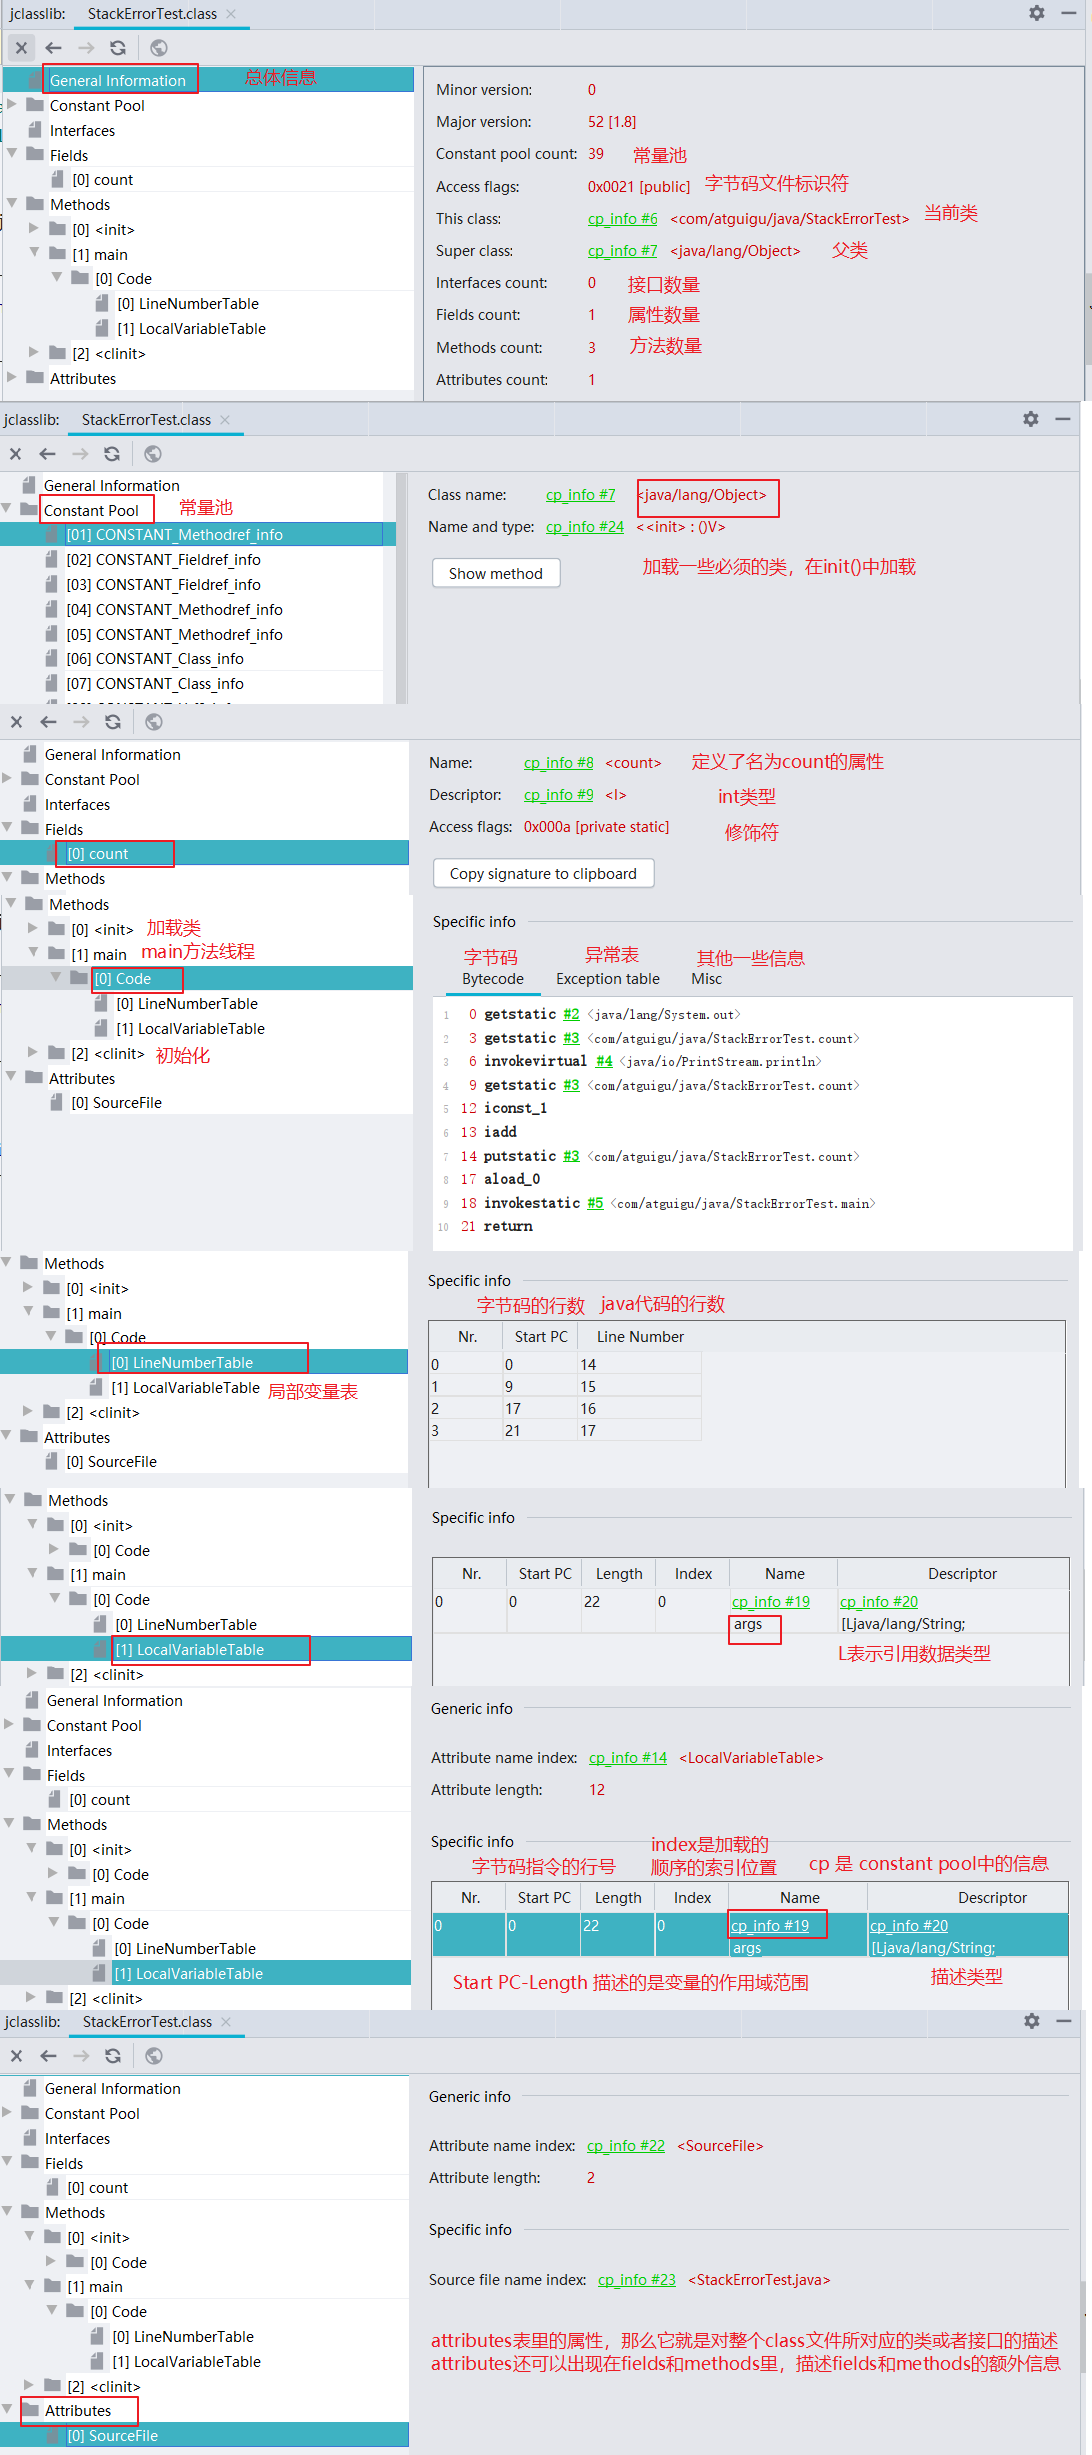 jclasslib: StackErrorTest.class
General Information 总体信息
Constant Pool
Interfaces
Fields
[0] count
Methods
[0] <init>
[1] main
[0] Code
[0] LineNumberTable
[1] LocalVariableTable
[2] <clinit>
Attributes
Minor version: 0
Major version: 52 [1.8]
Constant pool count: 39 常量池
Access flags: 0x0021 [public] 字节码文件标识符
This class: cp_info #6 <com/atguigu/java/StackErrorTest> 当前类
Super class: cp_info #7 <java/lang/Object> 父类
Interfaces count: 0 接口数量
Fields count: 1 属性数量
Methods count: 3 方法数量
Attributes count: 1
jclasslib: StackErrorTest.class
General Information
Constant Pool 常量池
[01] CONSTANT_Methodref_info
[02] CONSTANT_Fieldref_info
[03] CONSTANT_Fieldref_info
[04] CONSTANT_Methodref_info
[05] CONSTANT_Methodref_info
[06] CONSTANT_Class_info
[07] CONSTANT_Class_info
Class name: cp_info #7 <java/lang/Object>
Name and type: cp_info #24 <<init> : ()V>
Show method
加载一些必须的类，在init()中加载
General Information
Constant Pool
Interfaces
Fields
[0] count
Methods
Name: cp_info #8 <count> 定义了名为count的属性
Descriptor: cp_info #9 <I> int类型
Access flags: 0x000a [private static] 修饰符
Copy signature to clipboard
Methods
[0] <init> 加载类
[1] main main方法线程
[0] Code
[0] LineNumberTable
[1] LocalVariableTable
[2] <clinit> 初始化
Attributes
[0] SourceFile
Specific info
字节码 异常表 其他一些信息
Bytecode Exception table Misc
1 0 getstatic #2 <java/lang/System.out>
2 3 getstatic #3 <com/atguigu/java/StackErrorTest.count>
3 6 invokevirtual #4 <java/io/PrintStream.println>
4 9 getstatic #3 <com/atguigu/java/StackErrorTest.count>
5 12 iconst_1
6 13 iadd
7 14 putstatic #3 <com/atguigu/java/StackErrorTest.count>
8 17 aload_0
9 18 invokestatic #5 <com/atguigu/java/StackErrorTest.main>
10 21 return
Methods
[0] <init>
[1] main
[0] Code
[0] LineNumberTable
[1] LocalVariableTable 局部变量表
[2] <clinit>
Attributes
[0] SourceFile
Specific info
字节码的行数 java代码的行数
Nr. Start PC Line Number
0 0 14
1 9 15
2 17 16
3 21 17
Methods
[0] <init>
[0] Code
[1] main
[0] Code
[0] LineNumberTable
[1] LocalVariableTable
[2] <clinit>
Specific info
Nr. Start PC Length Index Name Descriptor
0 0 22 0 cp_info #19 cp_info #20
args [Ljava/lang/String;
L表示引用数据类型
General Information
Constant Pool
Interfaces
Fields
[0] count
Methods
[0] <init>
[0] Code
[1] main
[0] Code
[0] LineNumberTable
[1] LocalVariableTable
[2] <clinit>
Generic info
Attribute name index: cp_info #14 <LocalVariableTable>
Attribute length: 12
Specific info
字节码指令的行号
index是加载的
顺序的索引位置
cp 是 constant pool中的信息
Nr. Start PC Length Index Name Descriptor
0 0 22 0 cp_info #19 cp_info #20
args [Ljava/lang/String;
Start PC-Length 描述的是变量的作用域范围
描述类型
jclasslib: StackErrorTest.class
General Information
Constant Pool
Interfaces
Fields
[0] count
Methods
[0] <init>
[0] Code
[1] main
[0] Code
[0] LineNumberTable
[1] LocalVariableTable
[2] <clinit>
Attributes
[0] SourceFile
Generic info
Attribute name index: cp_info #22 <SourceFile>
Attribute length: 2
Specific info
Source file name index: cp_info #23 <StackErrorTest.java>
attributes表里的属性，那么它就是对整个class文件所对应的类或者接口的描述
attributes还可以出现在fields和methods里，描述fields和methods的额外信息